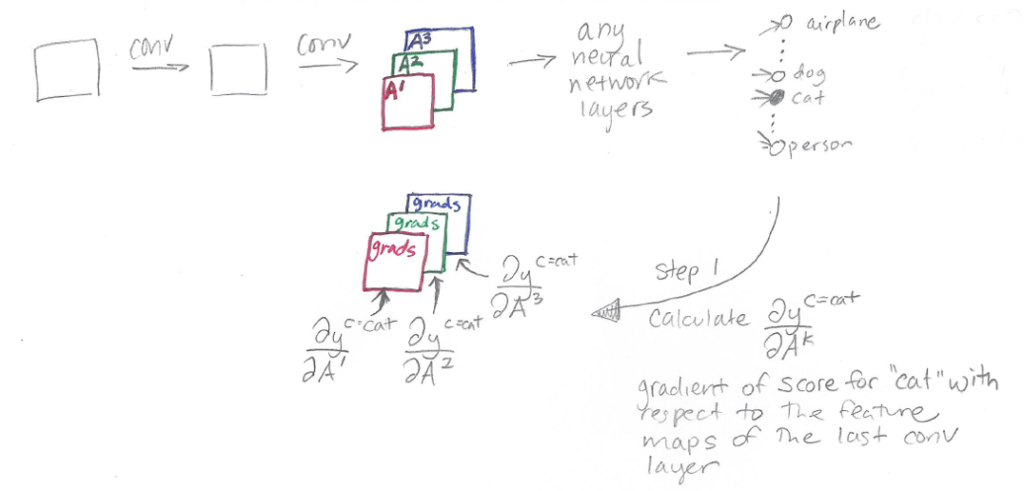 conv
conv
A³
A²
A¹
any
neural
network
layers
airplane
dog
cat
person
grads
grads
grads
∂y^c=cat
∂A¹
∂y^c=cat
∂A²
∂y^c=cat
∂A³
Step 1
Calculate ∂y^c=cat
∂A^k
gradient of score for "cat" with
respect to the feature
maps of the last conv
layer